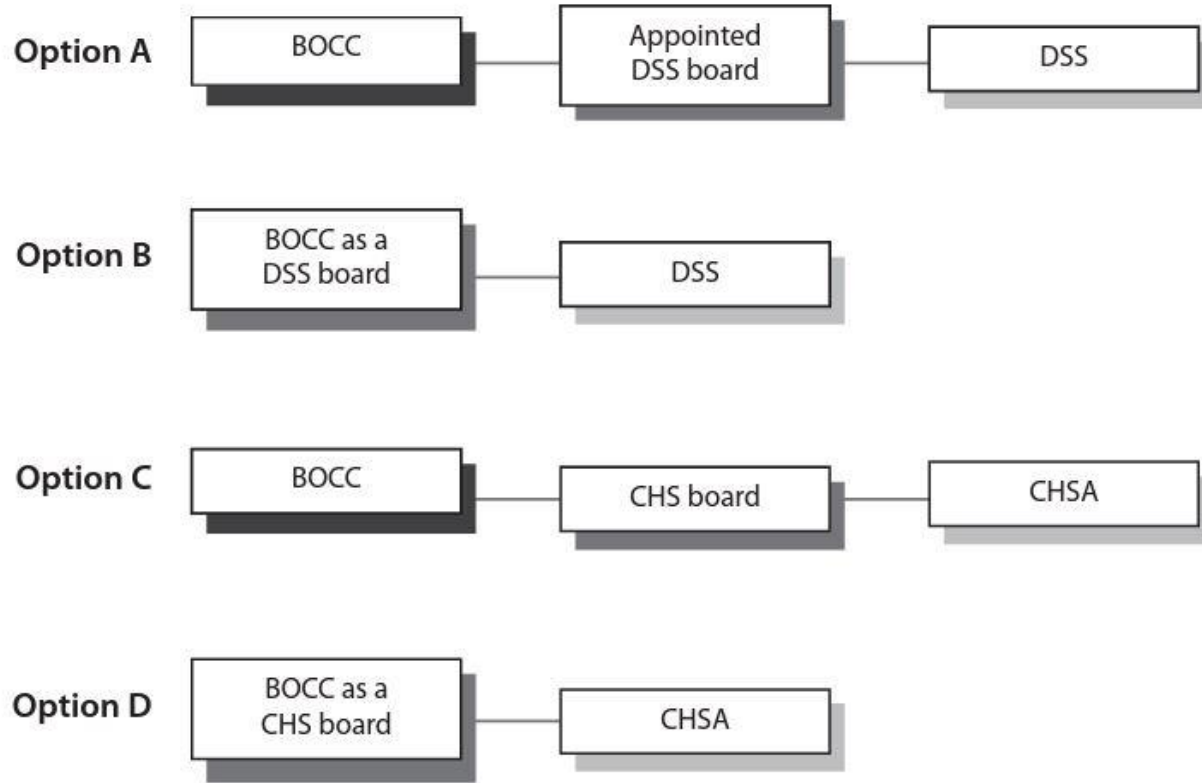 Option A
BOCC
Appointed
DSS board
DSS
Option B
BOCC as a
DSS board
DSS
Option C
BOCC
CHS board
CHSA
Option D
BOCC as a
CHS board
CHSA